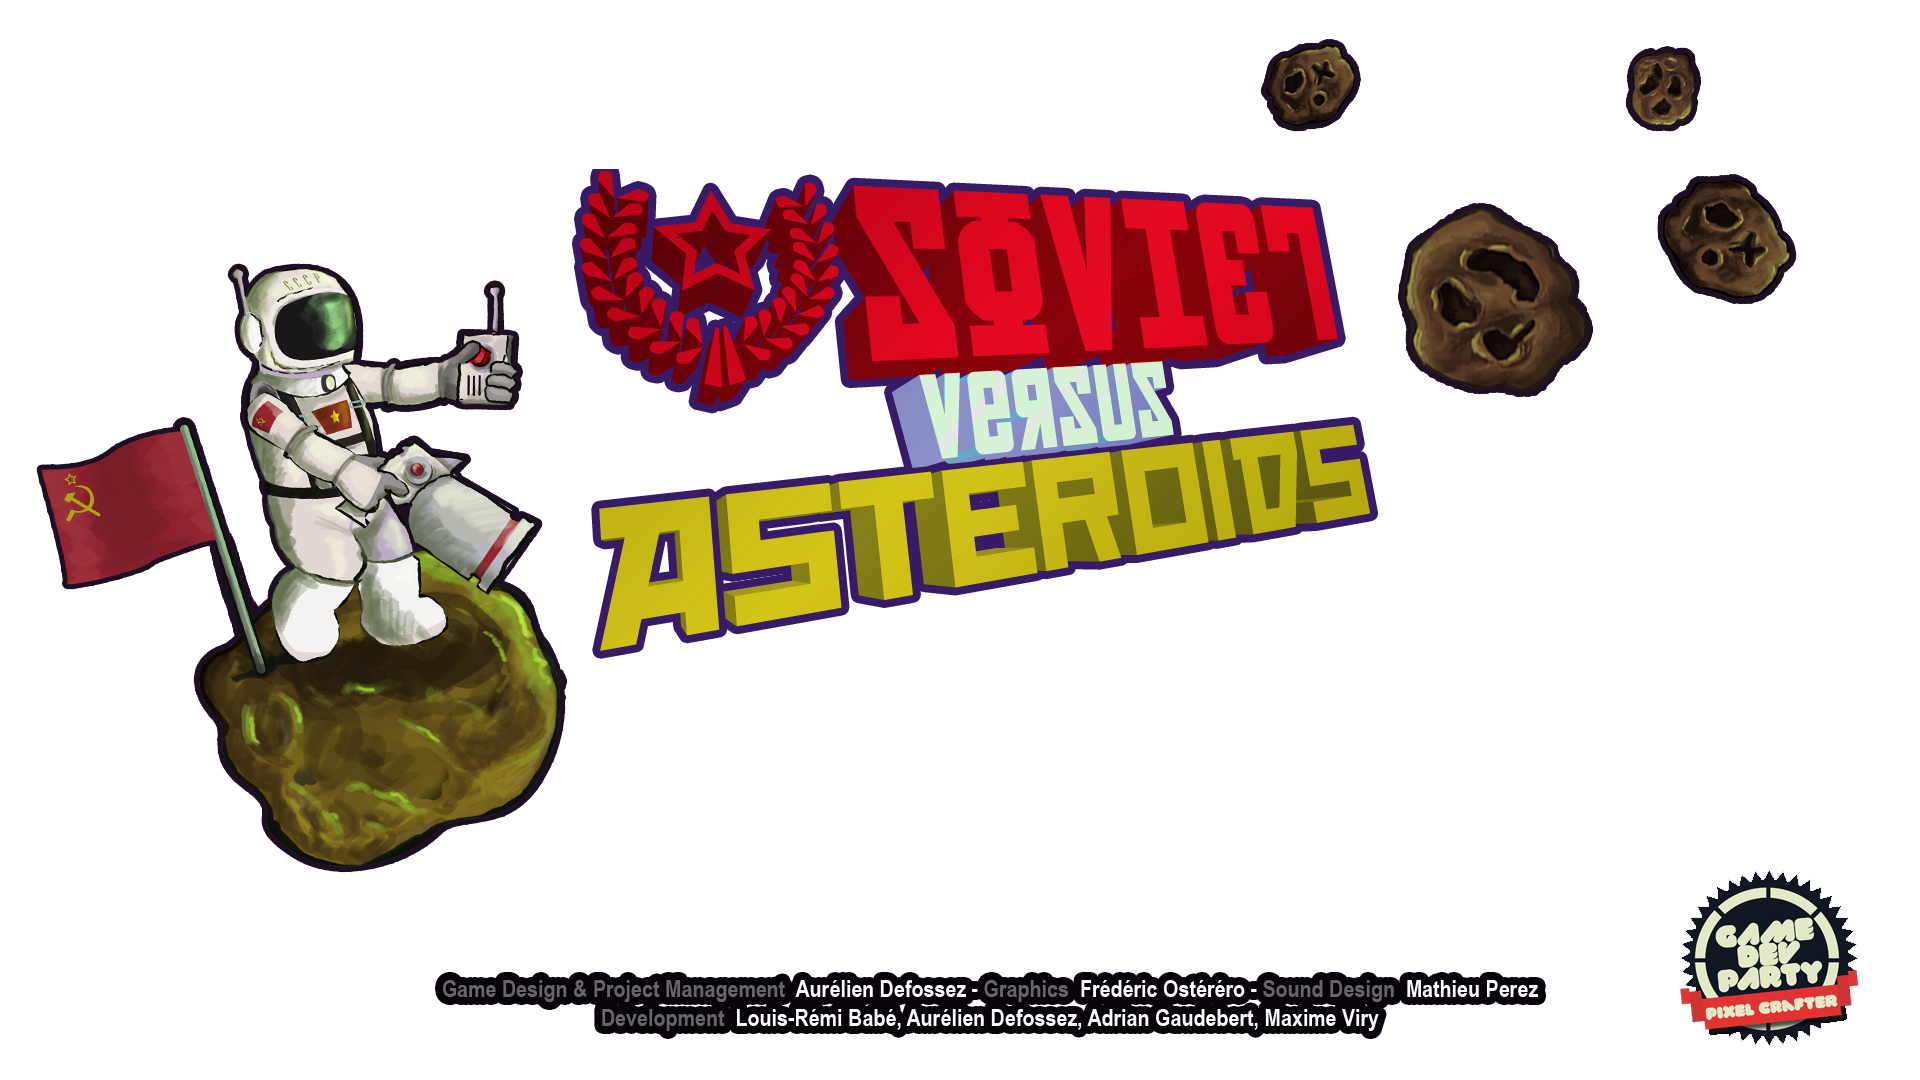 CCCP
SOVIET
VERSUS
ASTEROIDS
GAME
DEV
PARTY
PIXEL CRAFTER
Game Design & Project Management Aurélien Defossez - Graphics Frédéric Ostéréro - Sound Design Mathieu Perez
Development Louis-Rémi Babé, Aurélien Defossez, Adrian Gaudebert, Maxime Viry